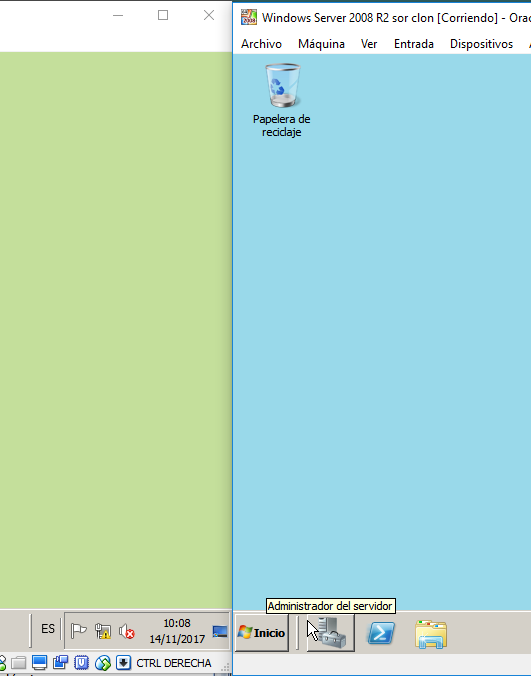 Windows Server 2008 R2 sor clon [Corriendo] - Orac
Archivo Máquina Ver Entrada Dispositivos
Papelera de
reciclaje
Administrador del servidor
ES
10:08
14/11/2017
Inicio
CTRL DERECHA